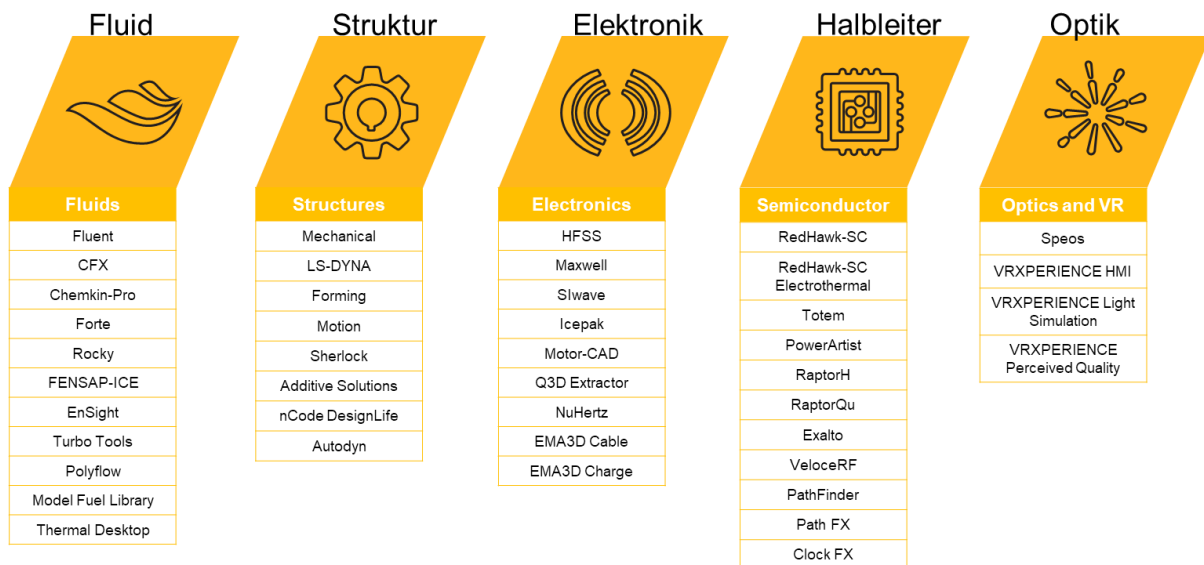 Fluid
Struktur
Elektronik
Halbleiter
Optik
Fluids
Fluent
CFX
Chemkin-Pro
Forte
Rocky
FENSAP-ICE
EnSight
Turbo Tools
Polyflow
Model Fuel Library
Thermal Desktop
Structures
Mechanical
LS-DYNA
Forming
Motion
Sherlock
Additive Solutions
nCode DesignLife
Autodyn
Electronics
HFSS
Maxwell
SIwave
Icepak
Motor-CAD
Q3D Extractor
NuHertz
EMA3D Cable
EMA3D Charge
Semiconductor
RedHawk-SC
RedHawk-SC
Electrothermal
Totem
PowerArtist
RaptorH
RaptorQu
Exalto
VeloceRF
PathFinder
Path FX
Clock FX
Optics and VR
Speos
VRXPERIENCE HMI
VRXPERIENCE Light
Simulation
VRXPERIENCE
Perceived Quality